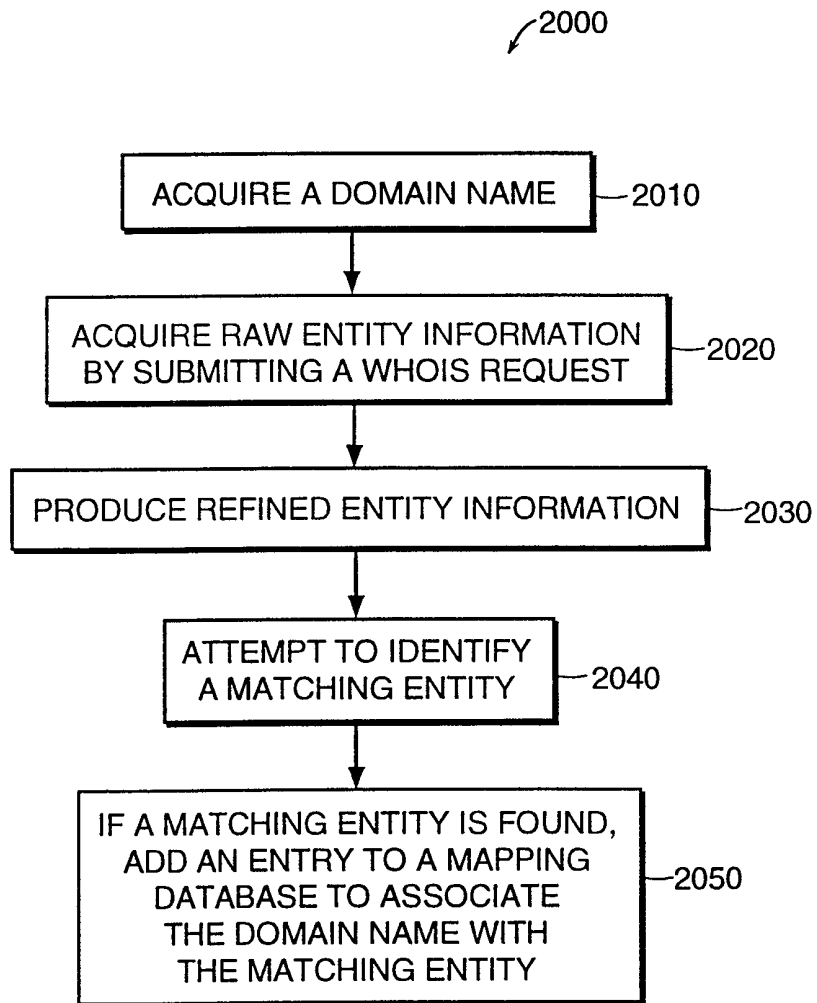 2000
ACQUIRE A DOMAIN NAME
2010
ACQUIRE RAW ENTITY INFORMATION
BY SUBMITTING A WHOIS REQUEST
2020
PRODUCE REFINED ENTITY INFORMATION
2030
ATTEMPT TO IDENTIFY
A MATCHING ENTITY
2040
IF A MATCHING ENTITY IS FOUND,
ADD AN ENTRY TO A MAPPING
DATABASE TO ASSOCIATE
THE DOMAIN NAME WITH
THE MATCHING ENTITY
2050